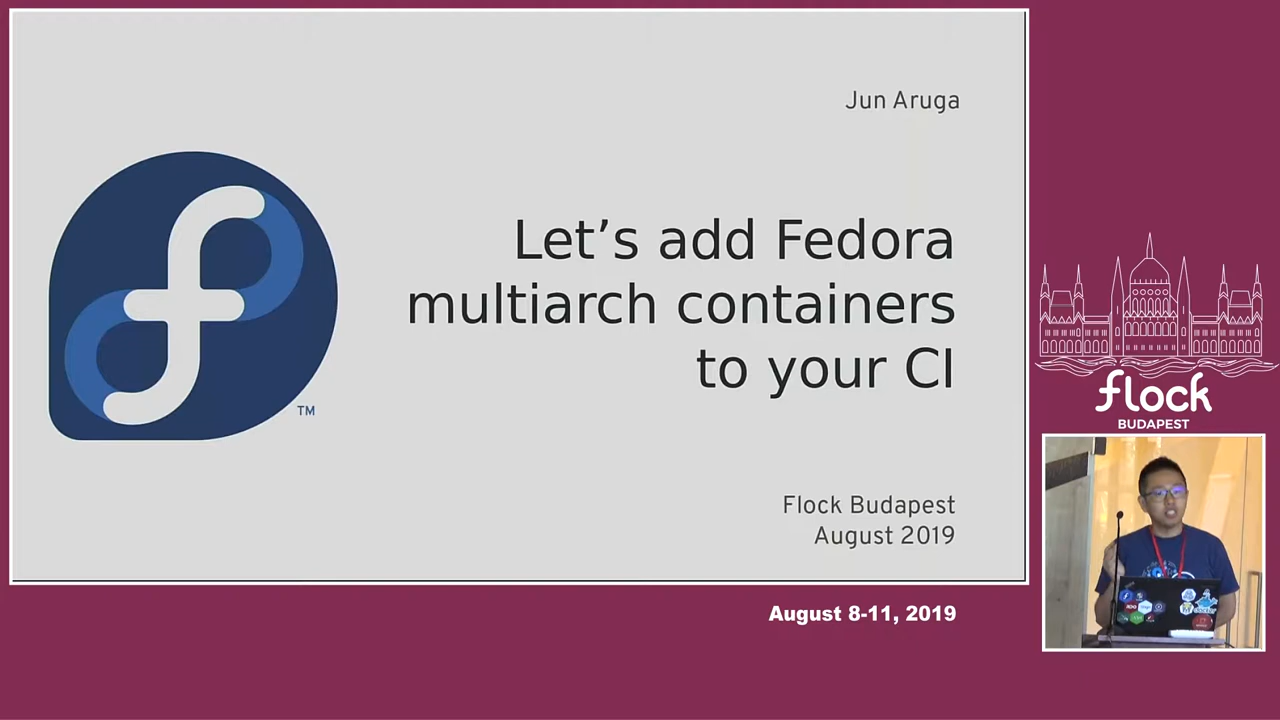 Jun Aruga
Let’s add Fedora
multiarch containers
to your CI
TM
Flock Budapest
August 2019
August 8-11, 2019
flock
BUDAPEST